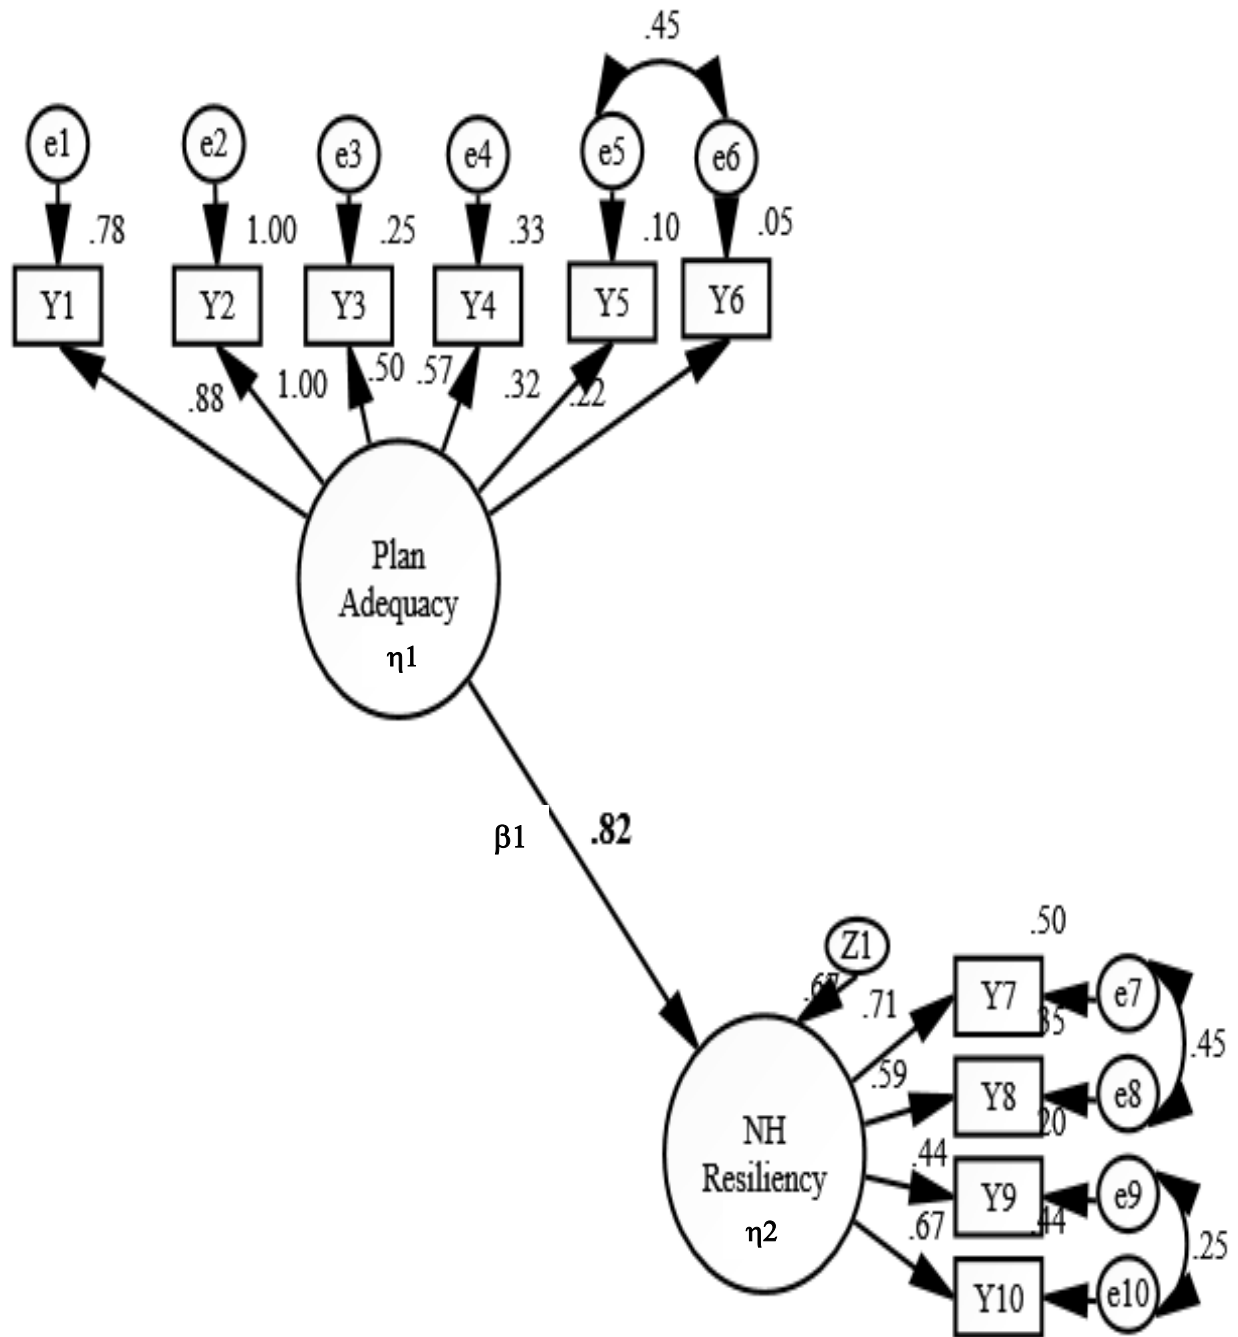 .45
e1
e2
e3
e4
e5
e6
.78
1.00
.25
.33
.10
.05
Y1
Y2
Y3
Y4
Y5
Y6
.88
1.00
.50
.57
.32
.22
Plan
Adequacy
η1
β1
.82
Z1
.67
.50
.71
Y7
e7
.35
.45
.59
Y8
e8
.20
.44
Y9
e9
.44
.25
.67
Y10
e10
NH
Resiliency
η2